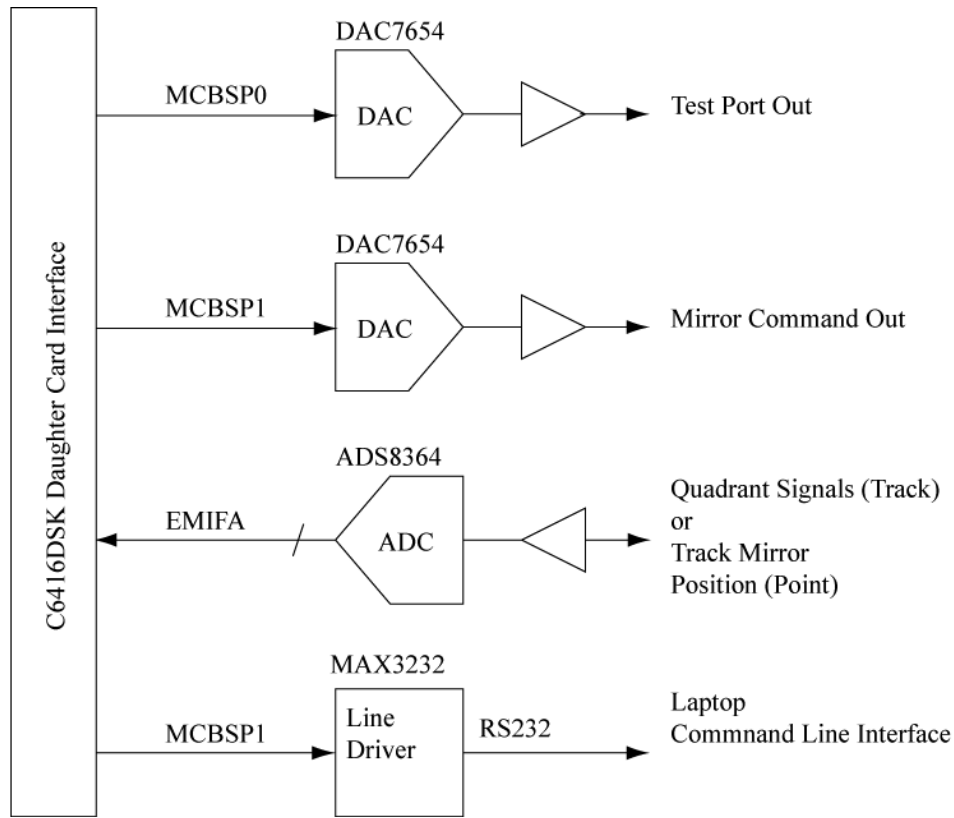 C6416DSK Daughter Card Interface
DAC7654
MCBSP0
DAC
Test Port Out
DAC7654
MCBSP1
DAC
Mirror Command Out
ADS8364
EMIFA
ADC
Quadrant Signals (Track)
or
Track Mirror
Position (Point)
MAX3232
MCBSP1
Line
Driver
RS232
Laptop
Commnand Line Interface